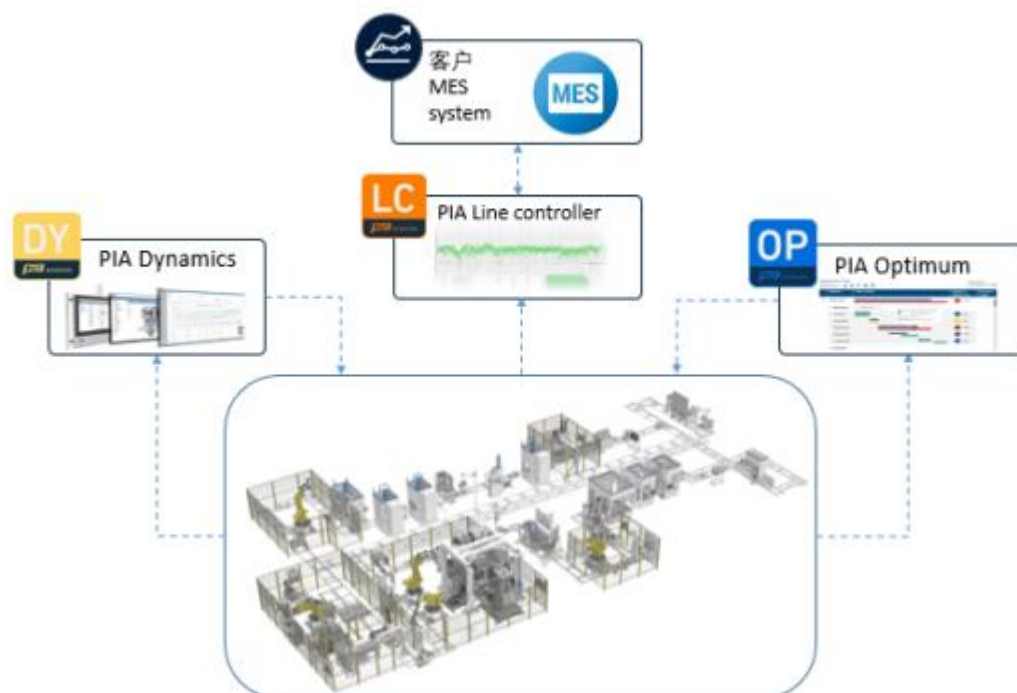 客户
MES
system
MES
LC
PIA Line controller
DY
PIA Dynamics
OP
PIA Optimum